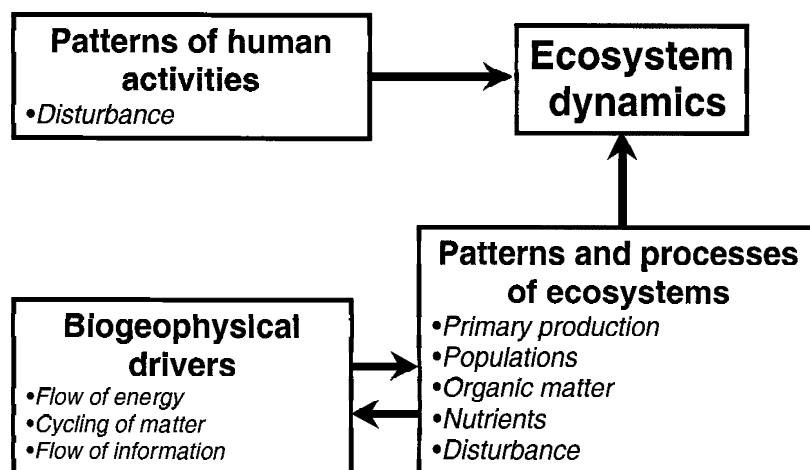 Patterns of human
activities
•Disturbance
Ecosystem
dynamics
Patterns and processes
of ecosystems
•Primary production
•Populations
•Organic matter
•Nutrients
•Disturbance
Biogeophysical
drivers
•Flow of energy
•Cycling of matter
•Flow of information